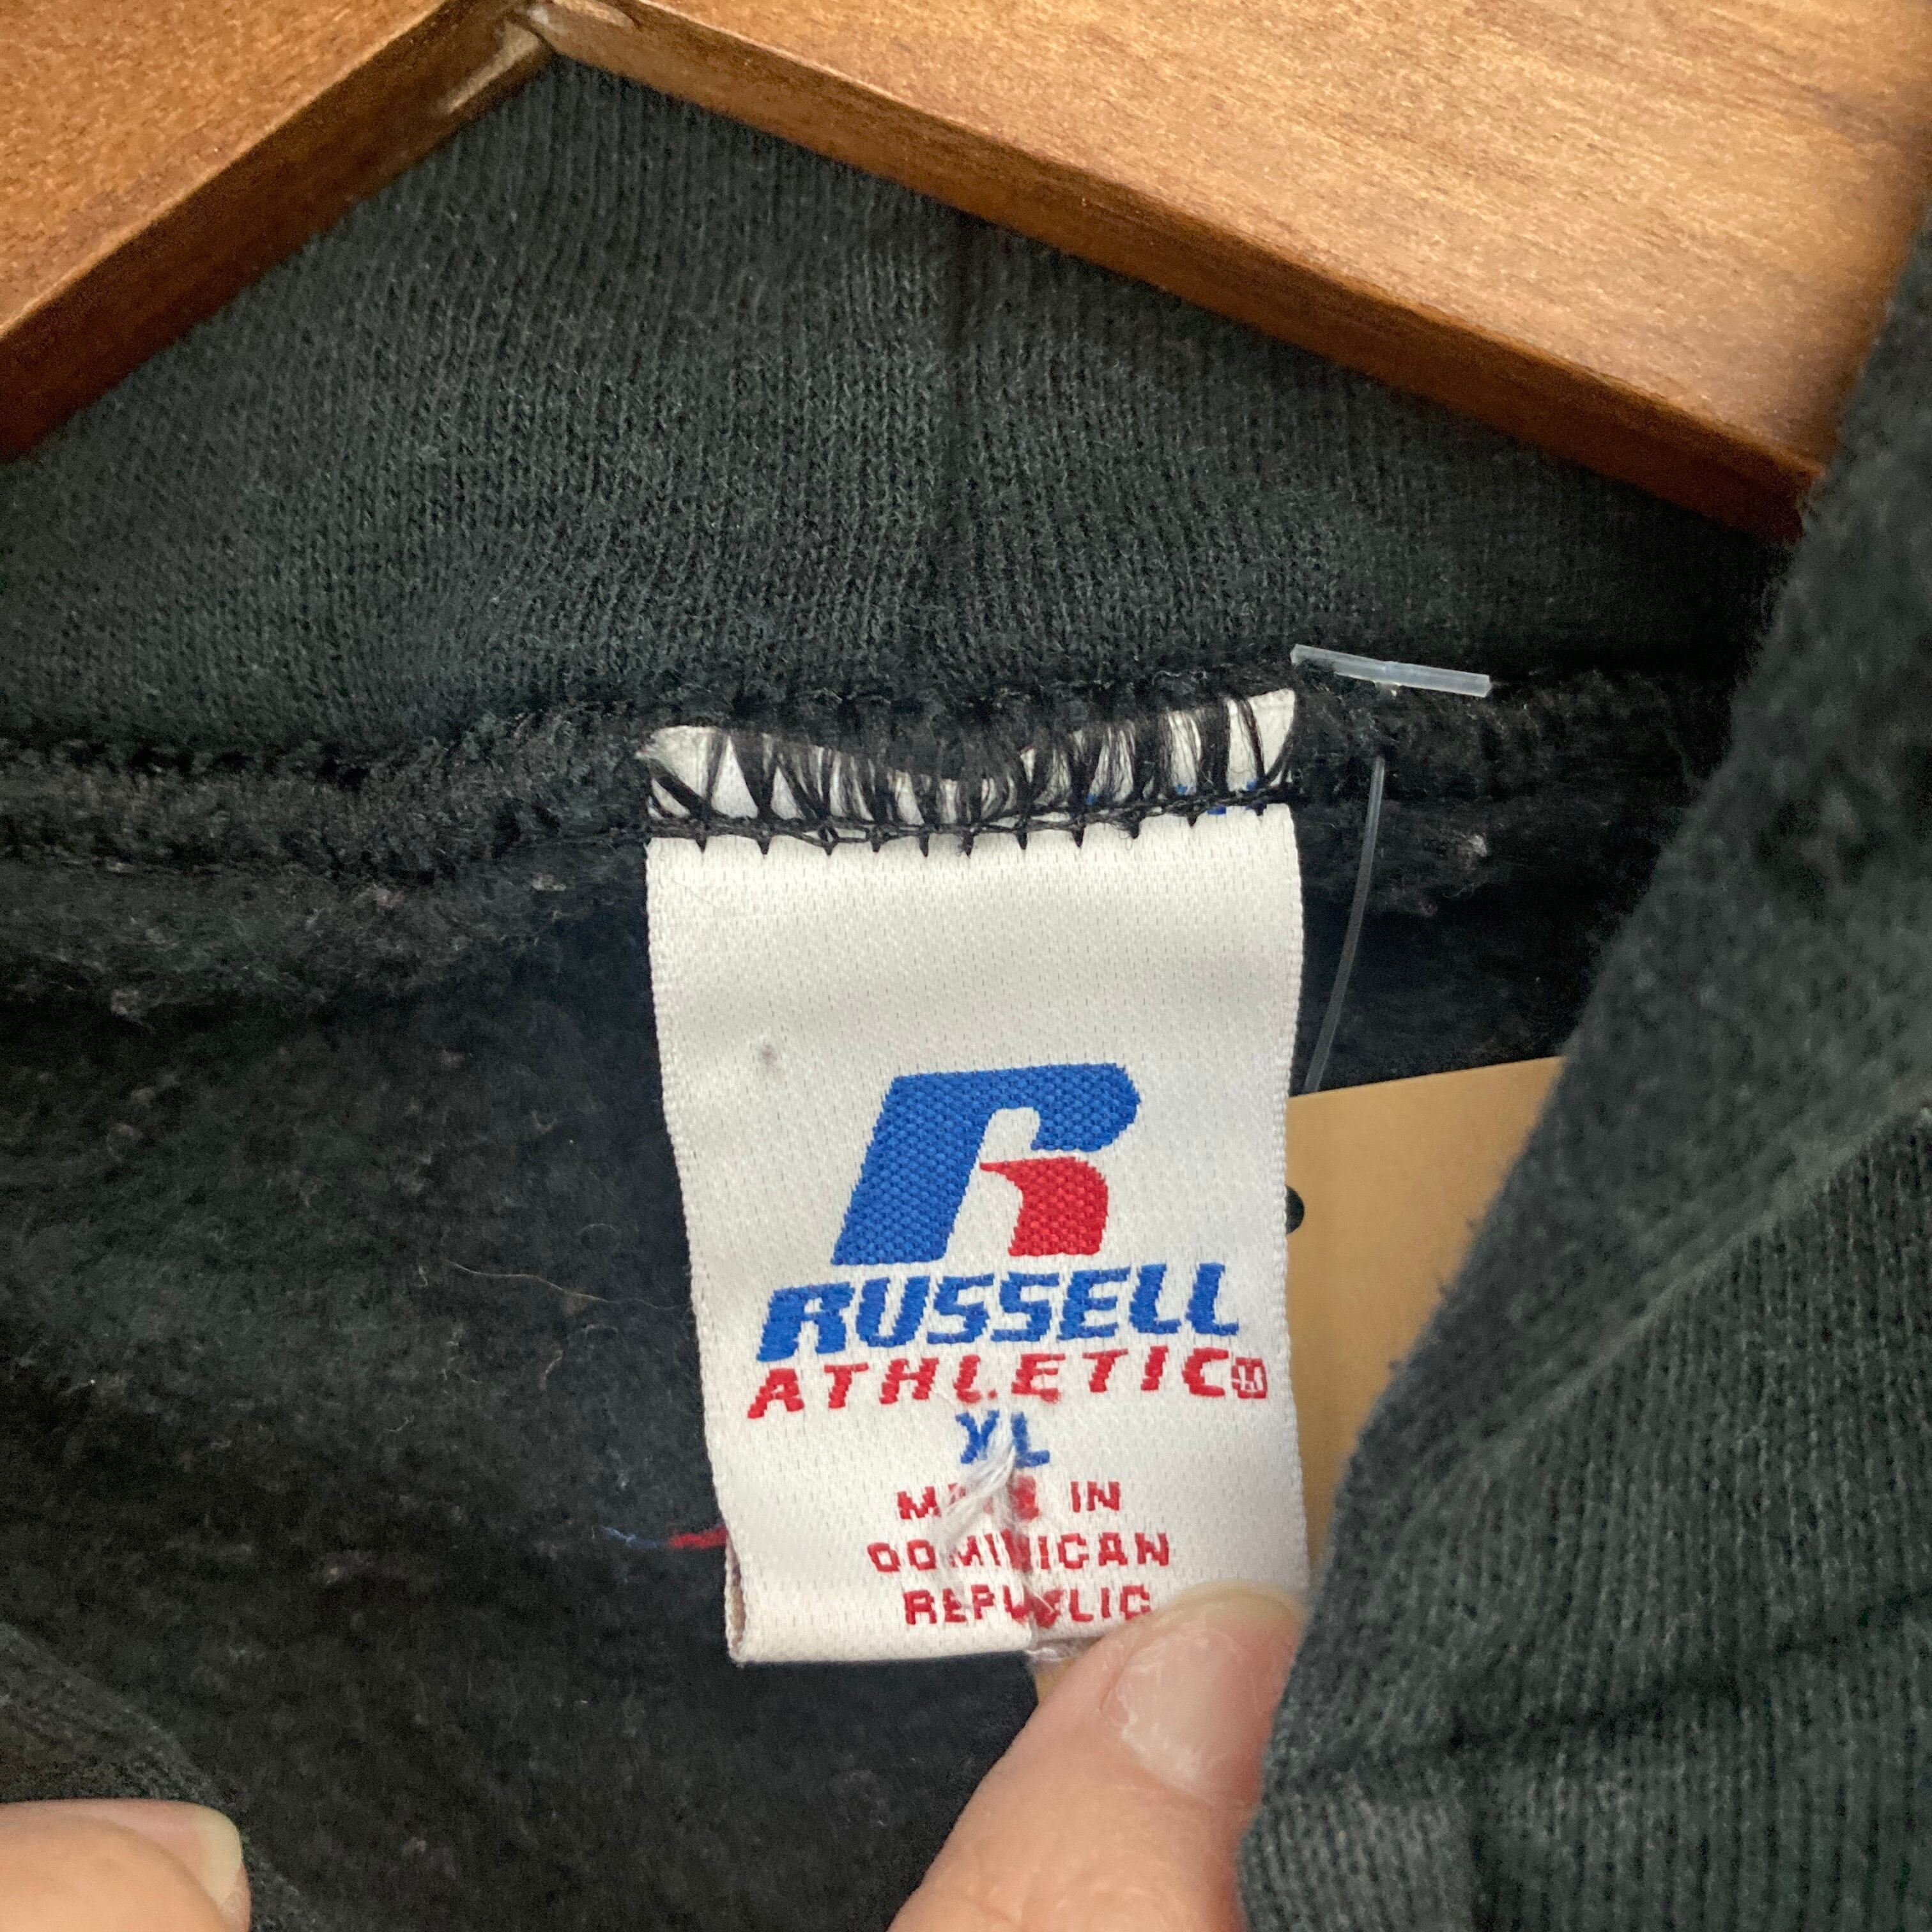 R
RUSSELL
ATHLETIC
XL
MADE IN
DOMINICAN
REPUBLIC